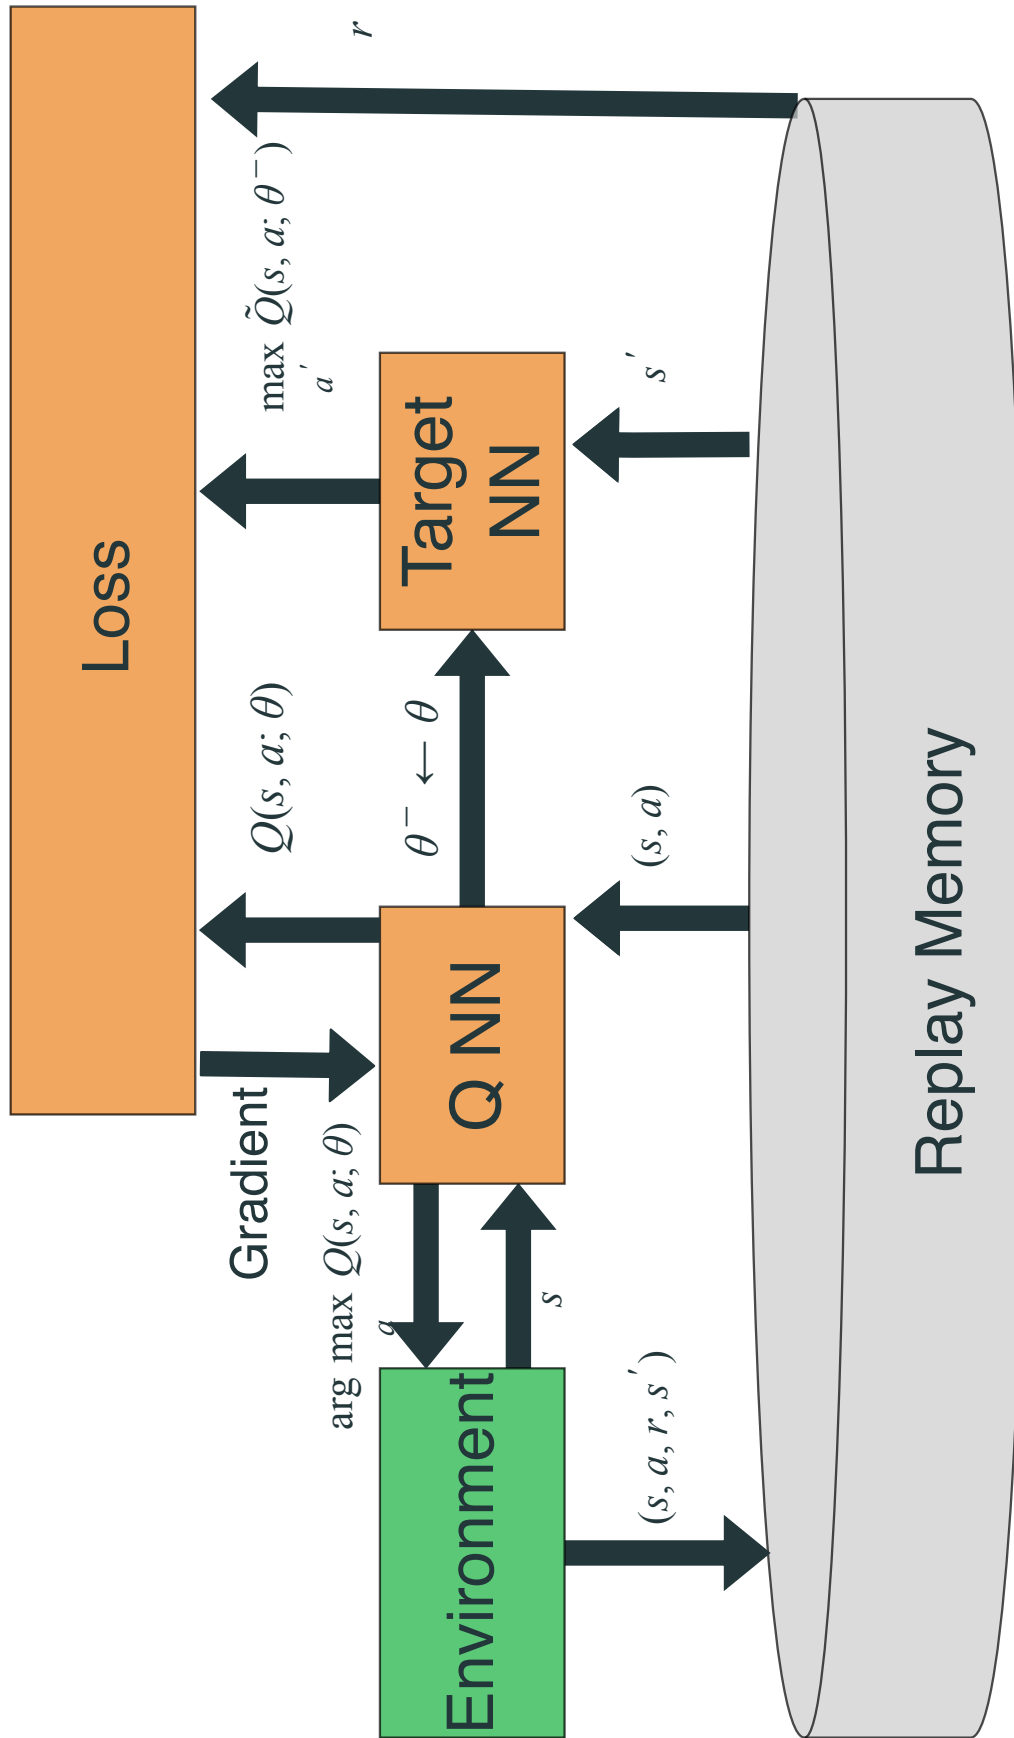 Loss
r
max Q̃(s, a; θ⁻)
a′
Q(s, a; θ)
Gradient
arg max Q(s, a; θ)
a
θ⁻ ← θ
Target
NN
Q NN
Environment
s
s′
(s, a)
(s, a, r, s′)
Replay Memory